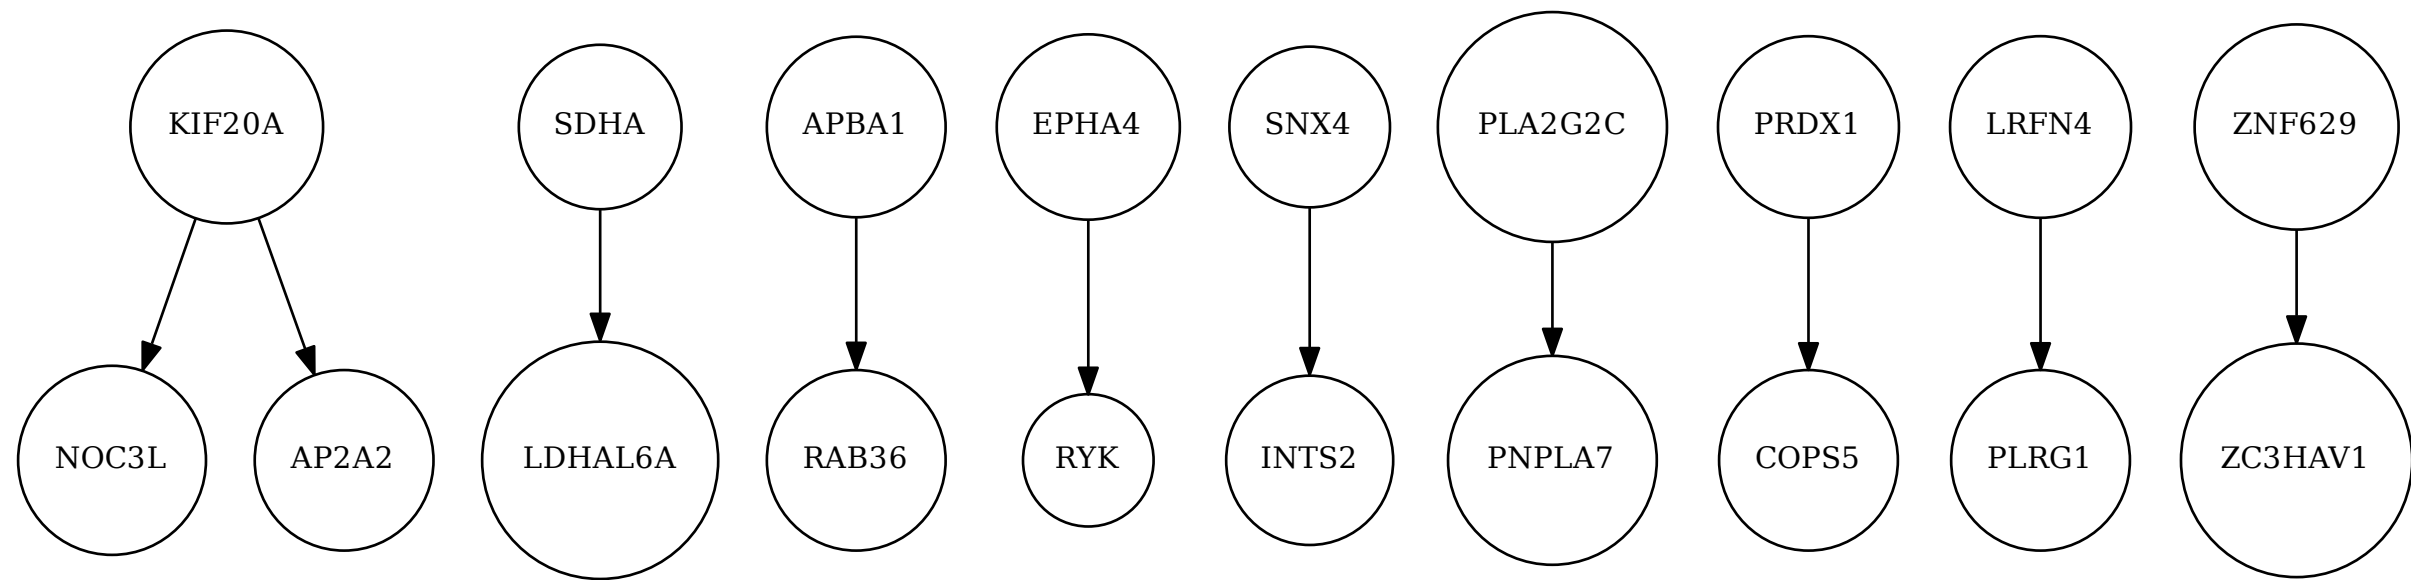 KIF20A SDHA APBA1 EPHA4 SNX4 PLA2G2C PRDX1 LRFN4 ZNF629
NOC3L AP2A2 LDHAL6A RAB36 RYK INTS2 PNPLA7 COPS5 PLRG1 ZC3HAV1